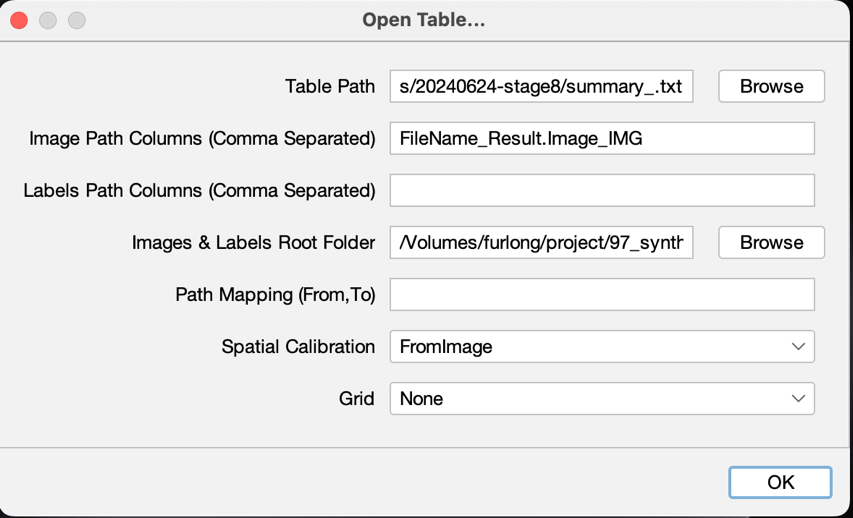 Open Table...
Table Path s/20240624-stage8/summary_.txt Browse
Image Path Columns (Comma Separated) FileName_Result.Image_IMG
Labels Path Columns (Comma Separated)
Images & Labels Root Folder /Volumes/furlong/project/97_synth Browse
Path Mapping (From,To)
Spatial Calibration FromImage
Grid None
OK